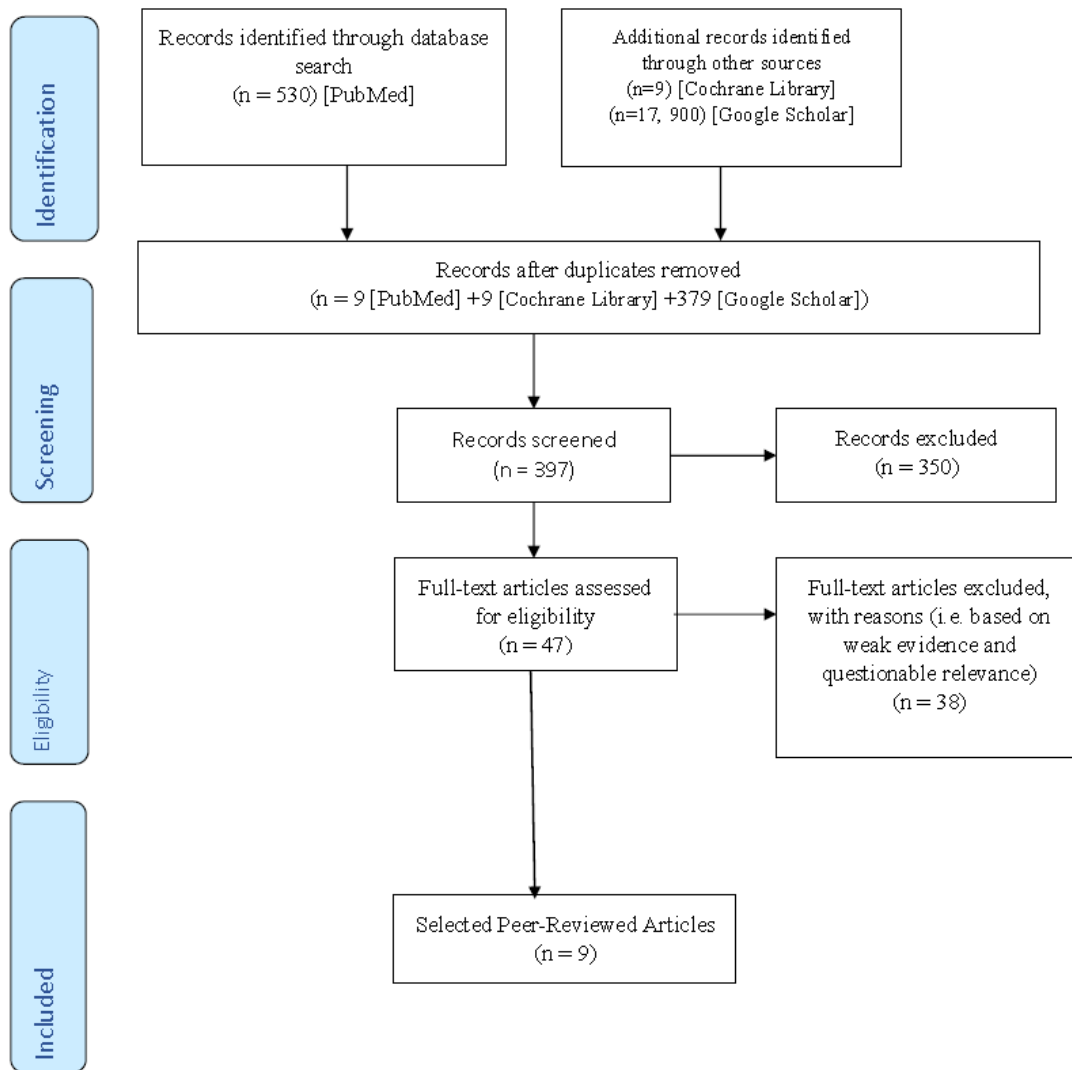 Identification
Records identified through database
search
(n = 530) [PubMed]
Additional records identified
through other sources
(n=9) [Cochrane Library]
(n=17, 900) [Google Scholar]
Records after duplicates removed
(n = 9 [PubMed] +9 [Cochrane Library] +379 [Google Scholar])
Screening
Records screened
(n = 397)
Records excluded
(n = 350)
Eligibility
Full-text articles assessed
for eligibility
(n = 47)
Full-text articles excluded,
with reasons (i.e. based on
weak evidence and
questionable relevance)
(n = 38)
Included
Selected Peer-Reviewed Articles
(n = 9)